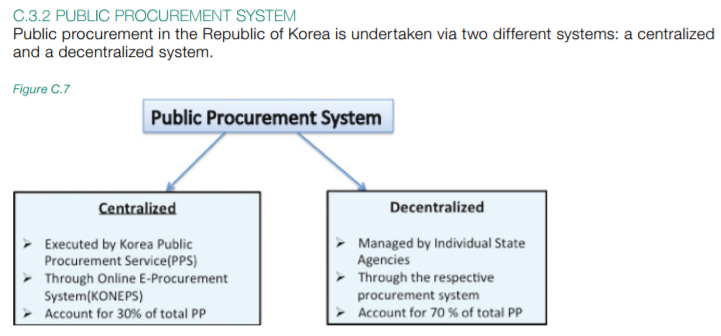 C.3.2 PUBLIC PROCUREMENT SYSTEM
Public procurement in the Republic of Korea is undertaken via two different systems: a centralized
and a decentralized system.
Figure C.7
Public Procurement System
Centralized
➢ Executed by Korea Public
Procurement Service(PPS)
➢ Through Online E-Procurement
System(KONEPS)
➢ Account for 30% of total PP
Decentralized
➢ Managed by Individual State
Agencies
➢ Through the respective
procurement system
➢ Account for 70 % of total PP